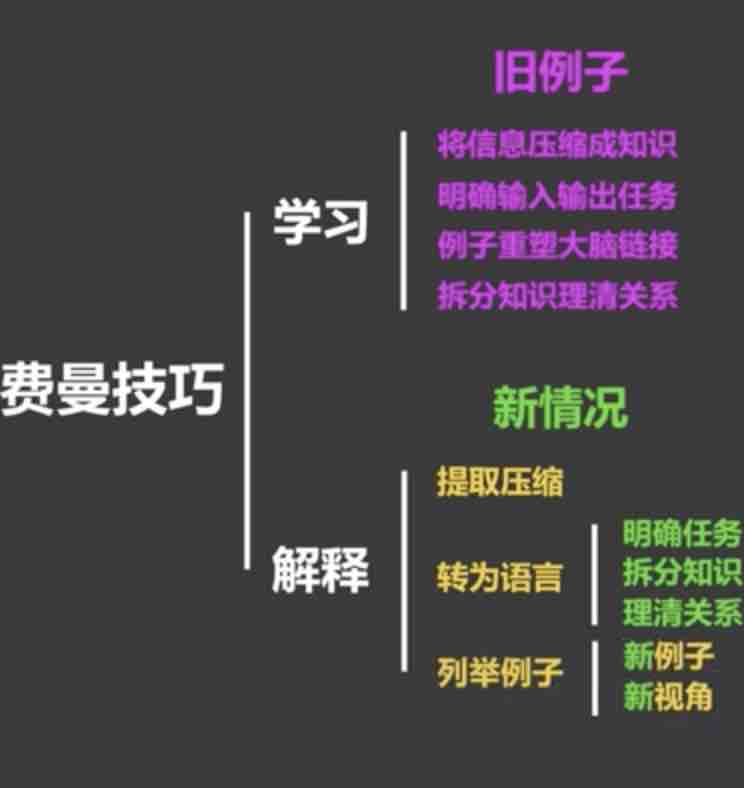 旧例子
将信息压缩成知识
明确输入输出任务
学习
例子重塑大脑链接
拆分知识理清关系
费曼技巧
新情况
提取压缩
解释
转为语言
明确任务
拆分知识
理清关系
列举例子
新例子
新视角